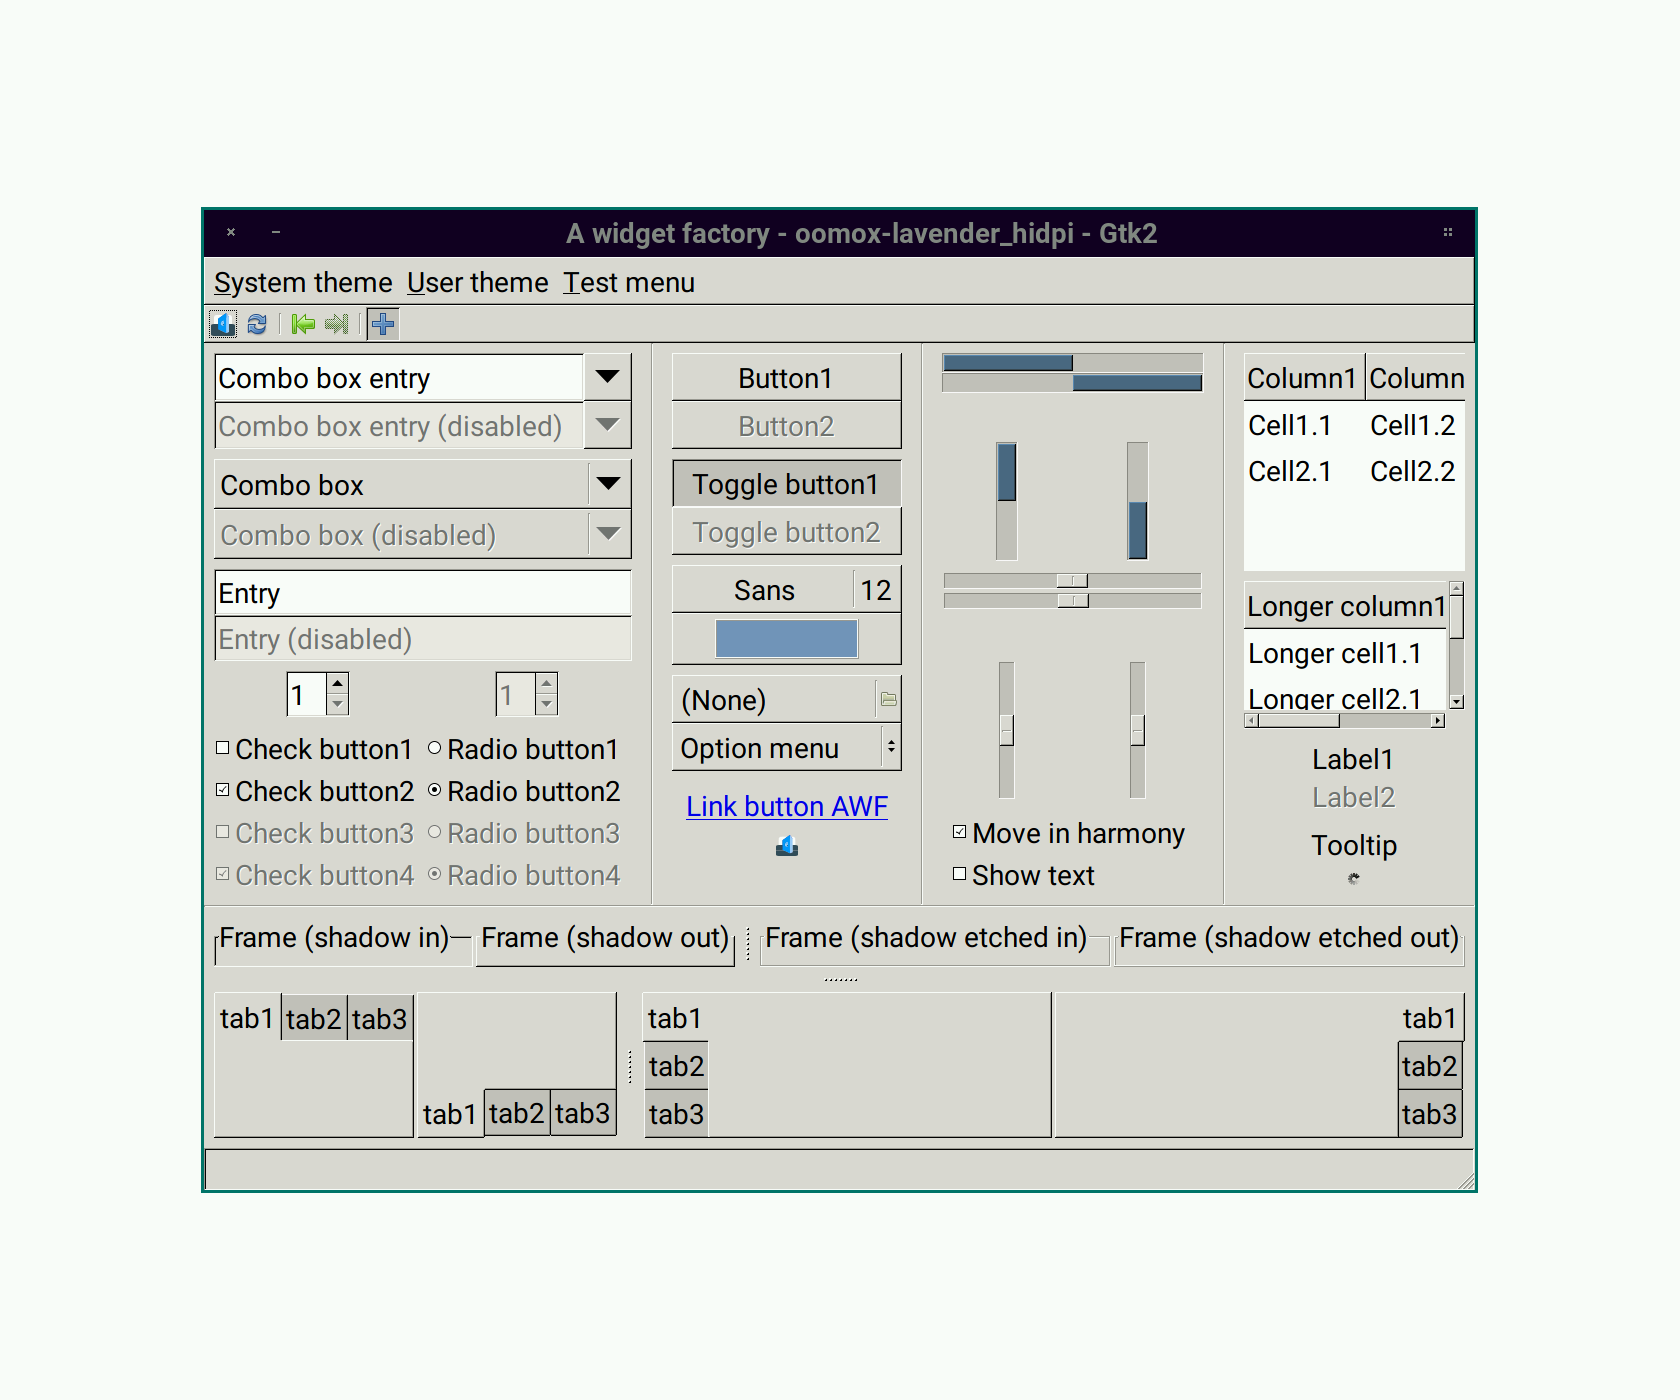 A widget factory - oomox-lavender_hidpi - Gtk2
System theme User theme Test menu
Combo box entry
Combo box entry (disabled)
Combo box
Combo box (disabled)
Entry
Entry (disabled)
1 1
Check button1 Radio button1
Check button2 Radio button2
Check button3 Radio button3
Check button4 Radio button4
Button1
Button2
Toggle button1
Toggle button2
Sans 12
(None)
Option menu
Link button AWF
Move in harmony
Show text
Column1 Column
Cell1.1 Cell1.2
Cell2.1 Cell2.2
Longer column1
Longer cell1.1
Longer cell2.1
Label1
Label2
Tooltip
Frame (shadow in) Frame (shadow out) Frame (shadow etched in) Frame (shadow etched out)
tab1 tab2 tab3
tab1 tab2 tab3
tab1
tab2
tab3
tab1
tab2
tab3